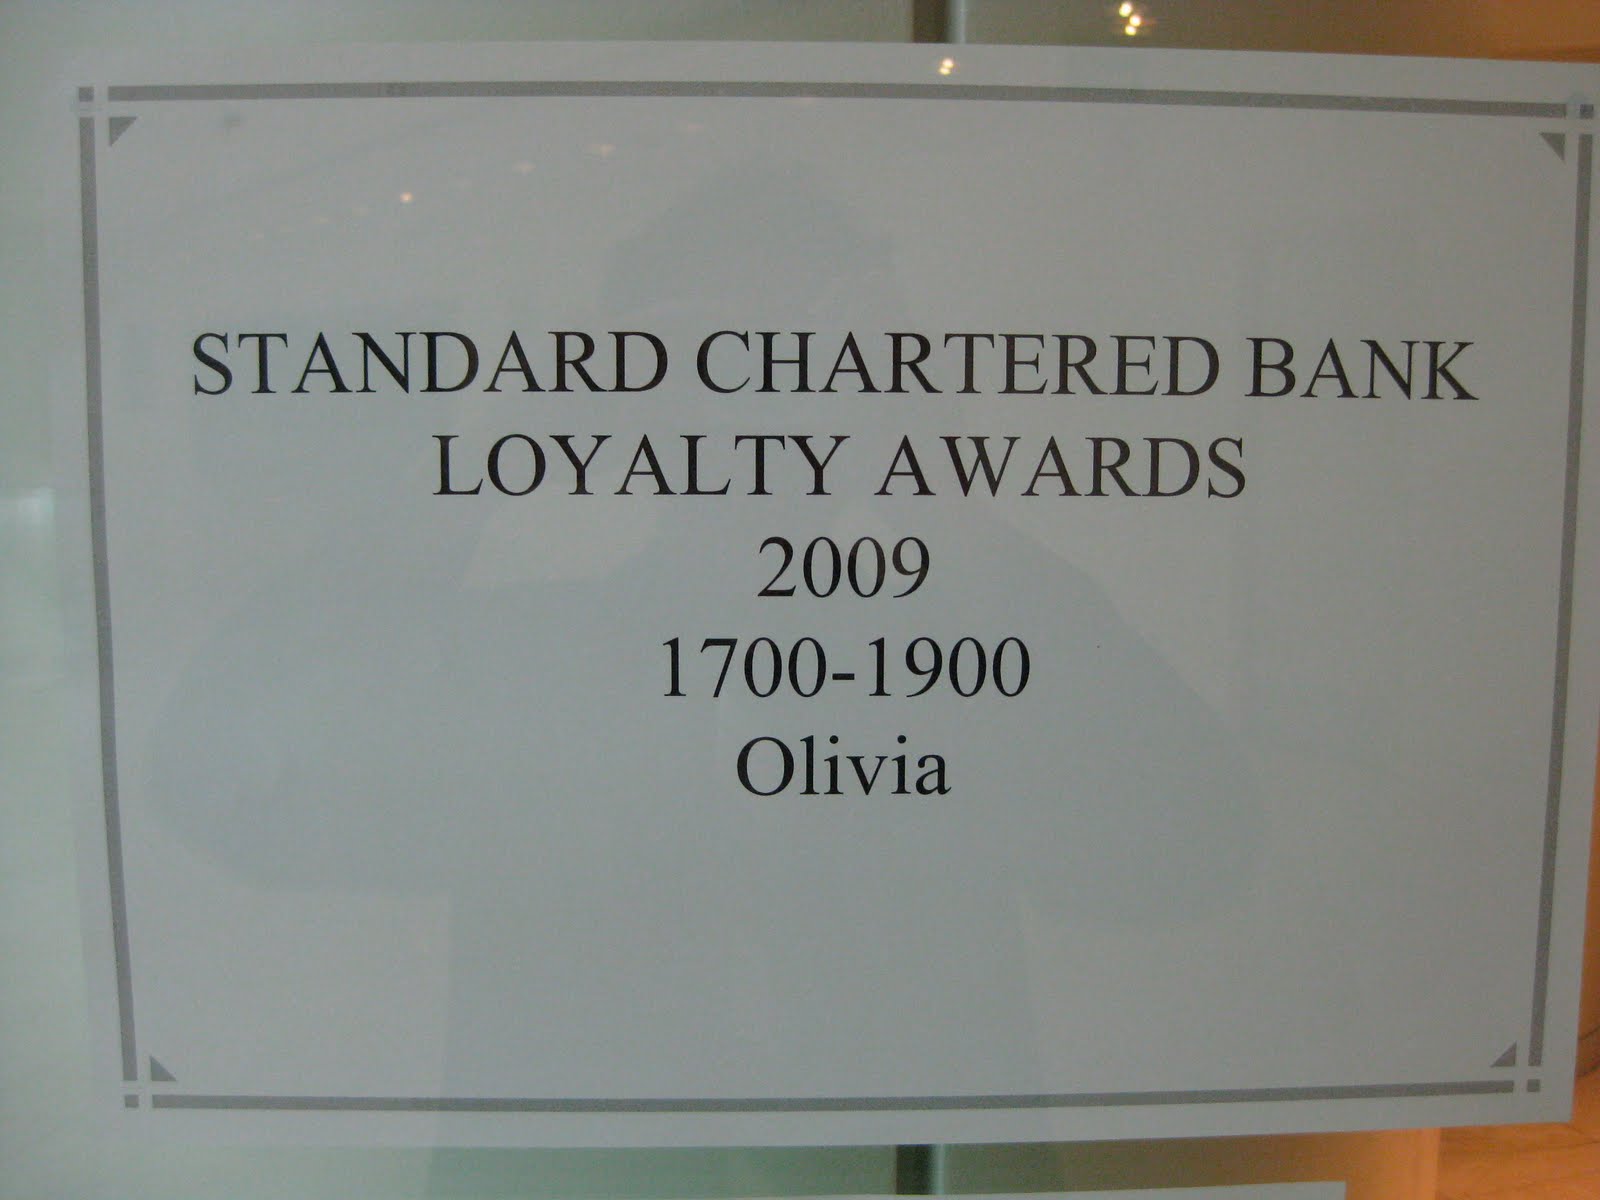 STANDARD CHARTERED BANK
LOYALTY AWARDS
2009
1700-1900
Olivia